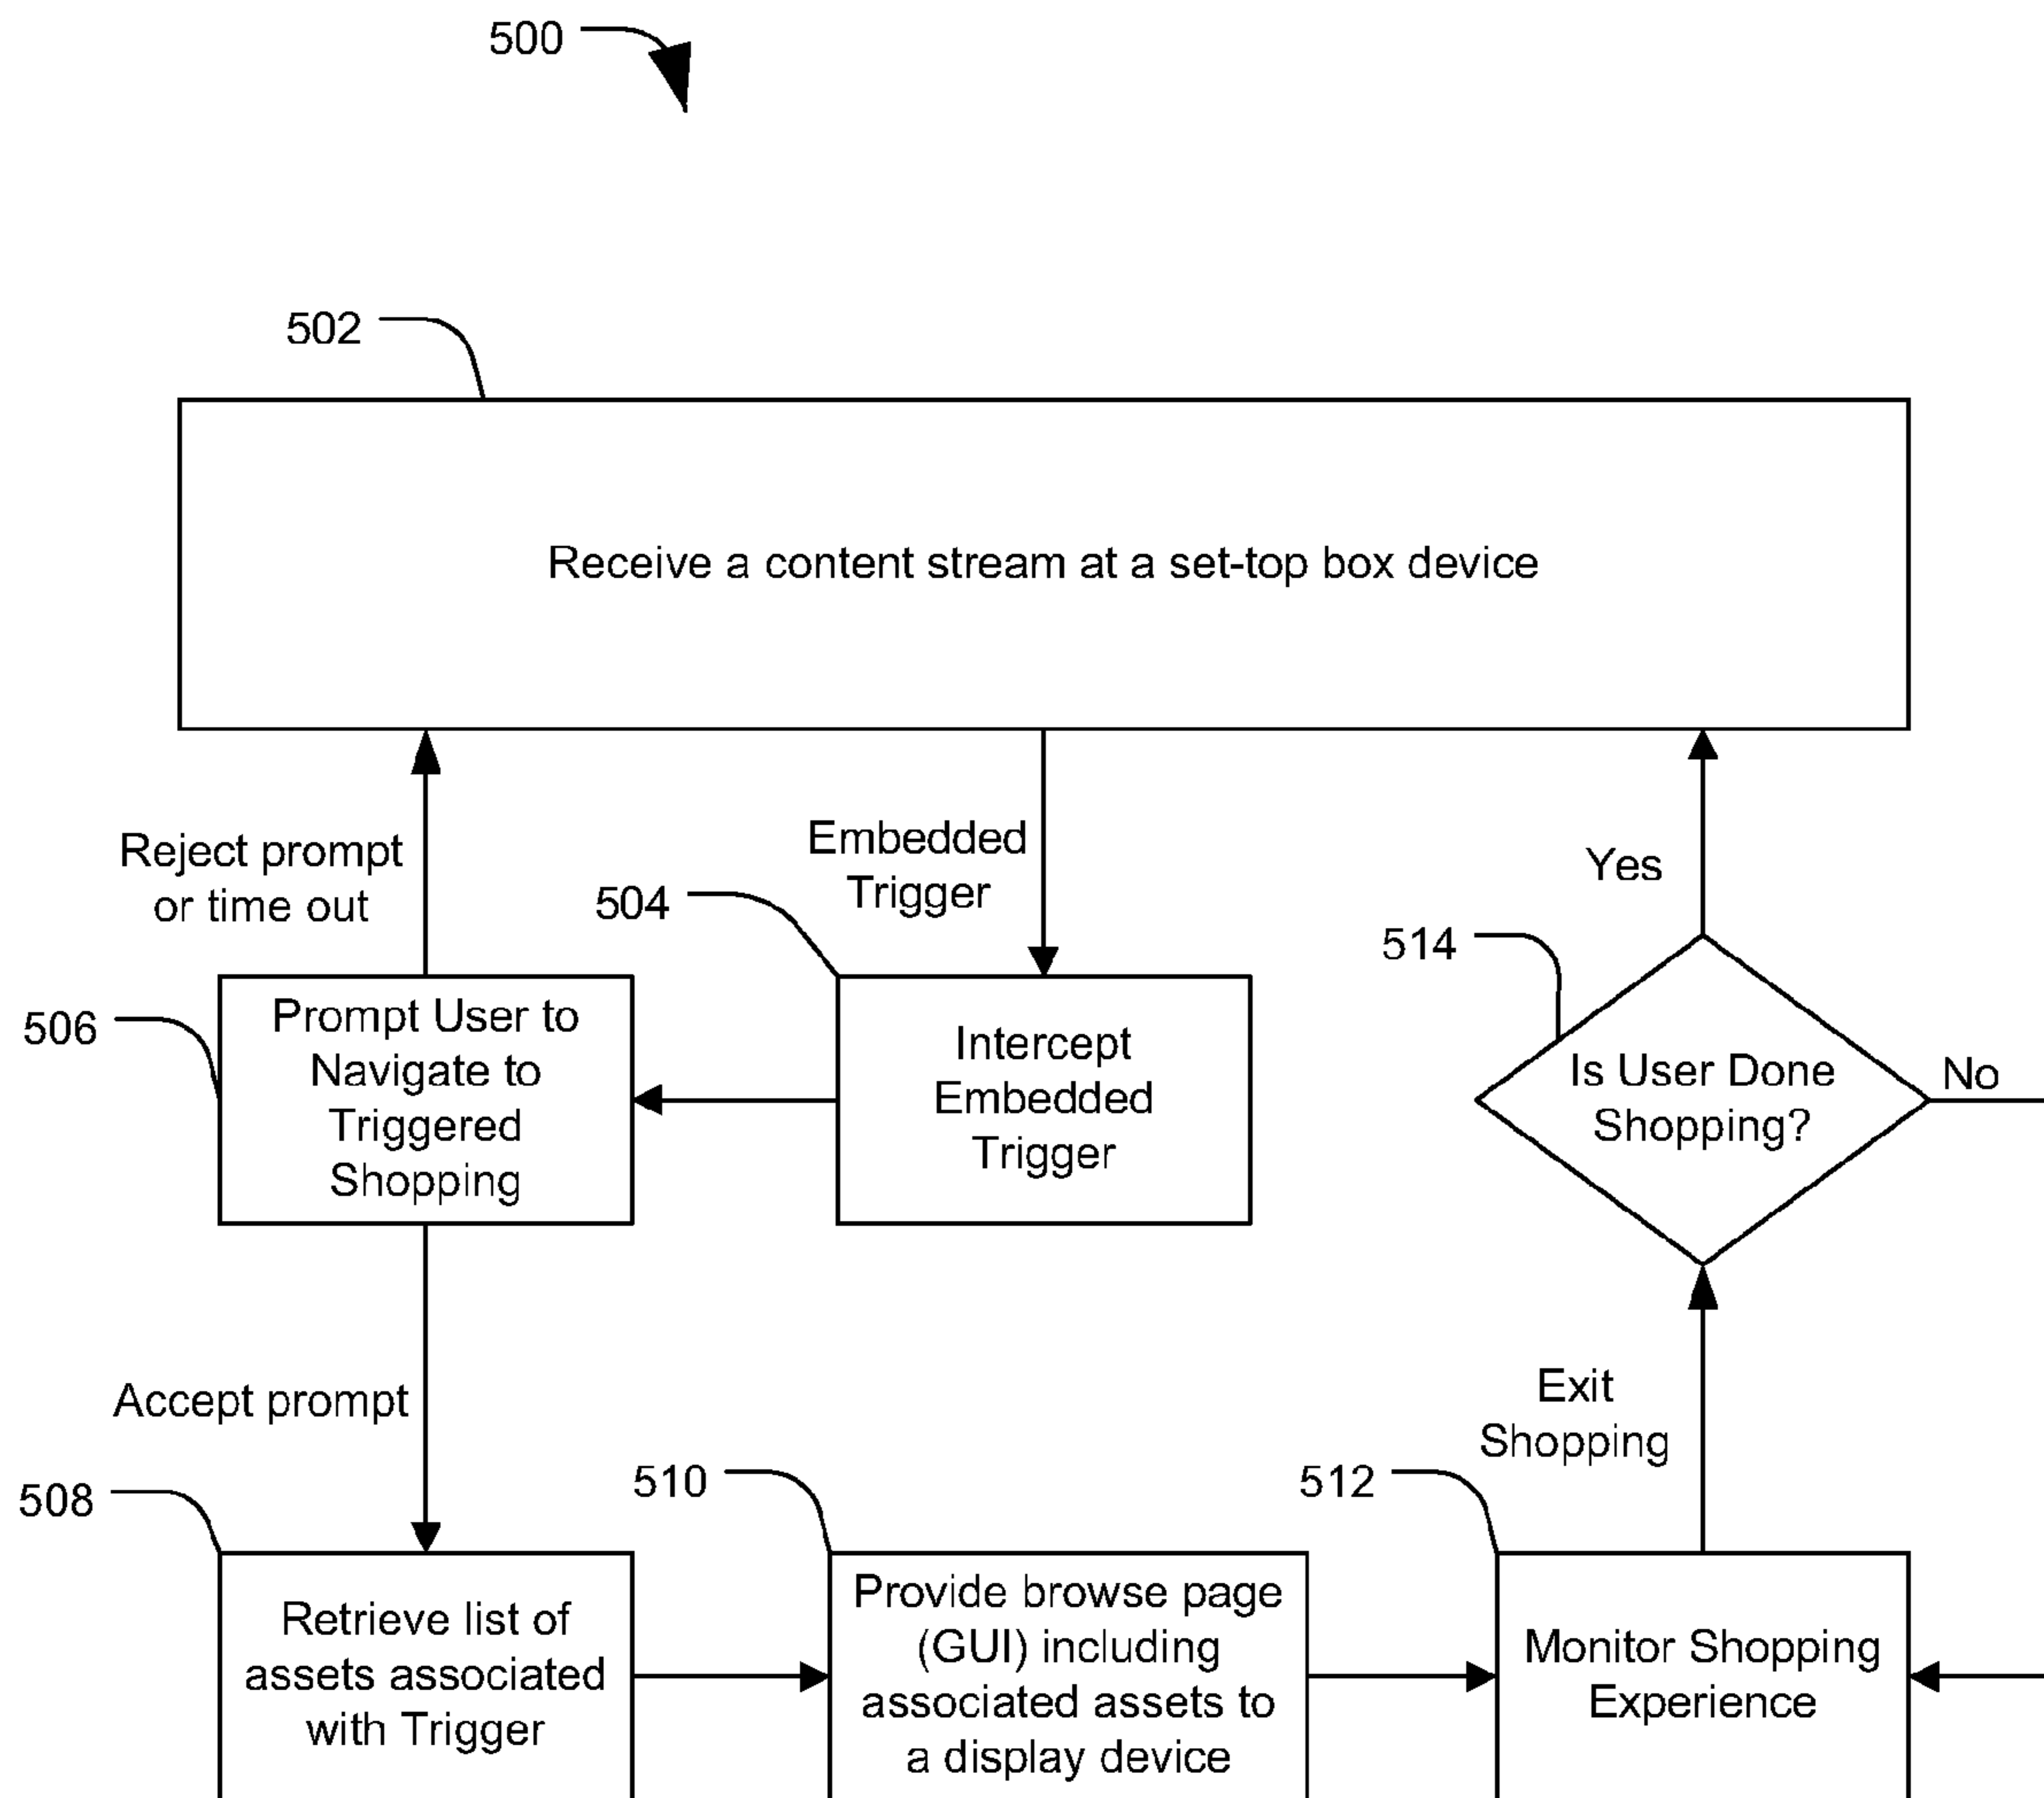 500
502
Receive a content stream at a set-top box device
Reject prompt
or time out
Embedded
Trigger
Yes
504
514
506
Prompt User to
Navigate to
Triggered
Shopping
Intercept
Embedded
Trigger
Is User Done
Shopping?
No
Accept prompt
Exit
Shopping
508
510
512
Retrieve list of
assets associated
with Trigger
Provide browse page
(GUI) including
associated assets to
a display device
Monitor Shopping
Experience